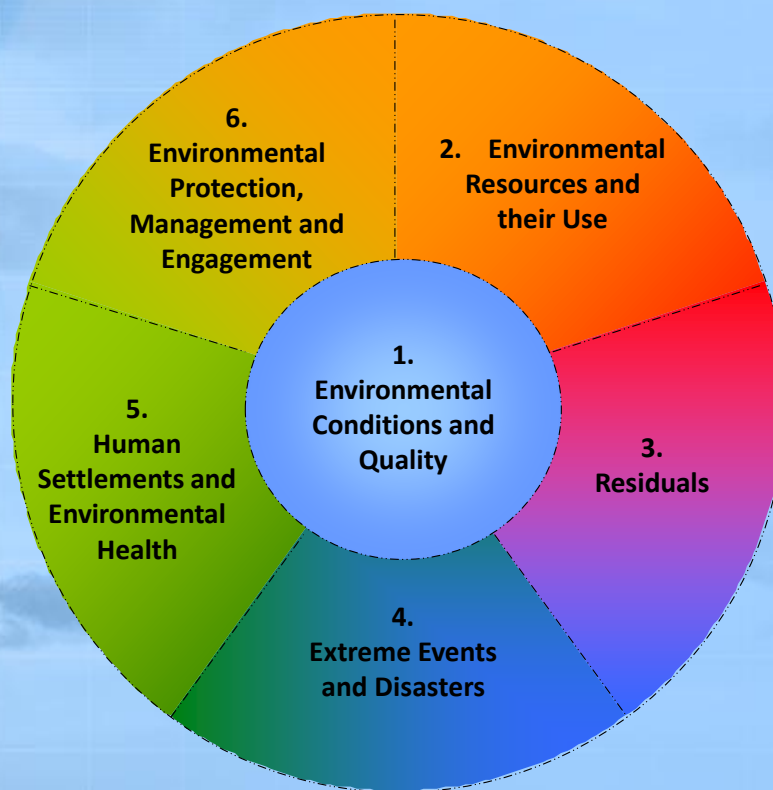 1.
Environmental
Conditions and
Quality
2. Environmental
Resources and
their Use
3.
Residuals
4.
Extreme Events
and Disasters
5.
Human
Settlements and
Environmental
Health
6.
Environmental
Protection,
Management and
Engagement